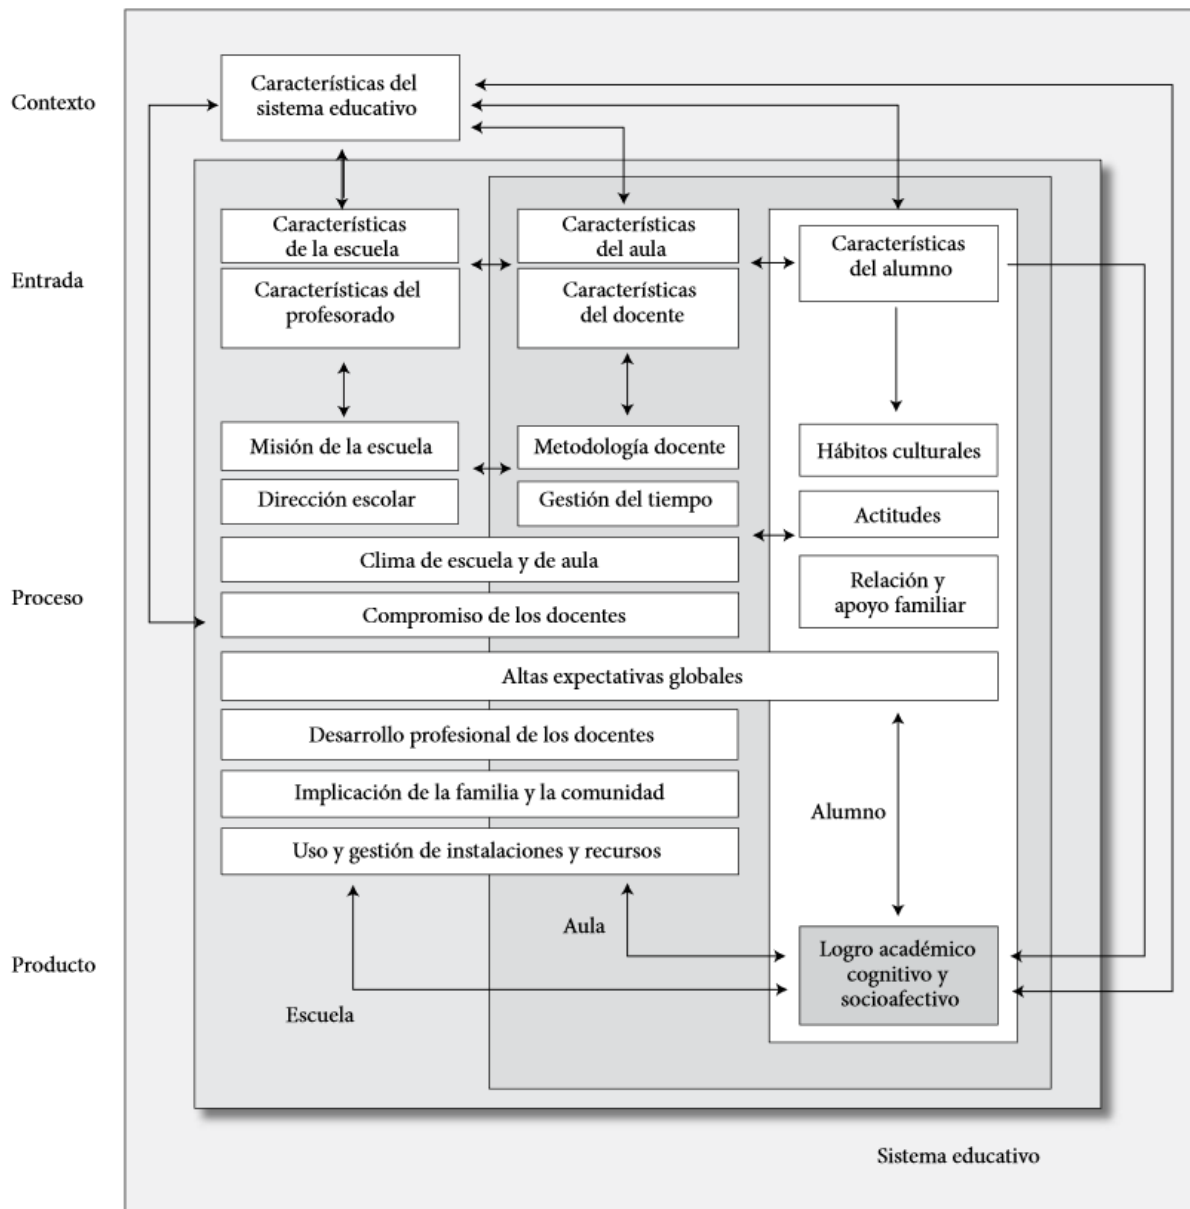 Contexto
Características del
sistema educativo
Entrada
Características
de la escuela
Características del
profesorado
Características
del aula
Características
del docente
Características
del alumno
Proceso
Misión de la escuela
Dirección escolar
Metodología docente
Gestión del tiempo
Hábitos culturales
Actitudes
Relación y
apoyo familiar
Clima de escuela y de aula
Compromiso de los docentes
Altas expectativas globales
Desarrollo profesional de los docentes
Implicación de la familia y la comunidad
Uso y gestión de instalaciones y recursos
Alumno
Aula
Escuela
Producto
Logro académico
cognitivo y
socioafectivo
Sistema educativo